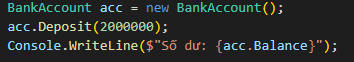 BankAccount acc = new BankAccount();
acc.Deposit(2000000);
Console.WriteLine($"Số dư: {acc.Balance}");